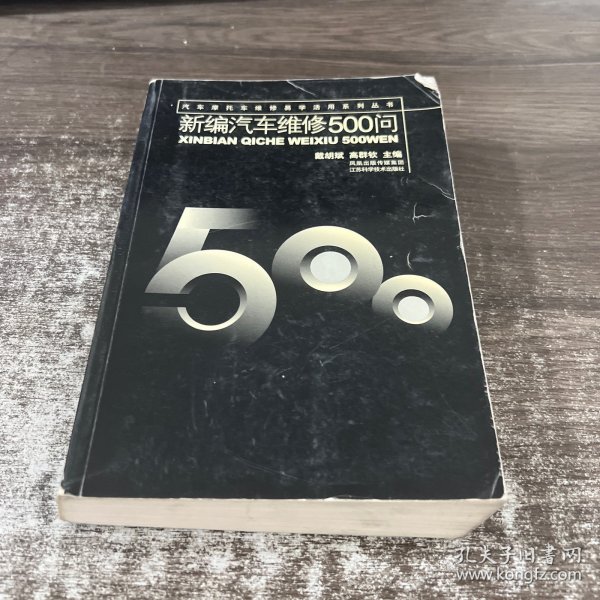 汽车摩托车维修易学活用系列丛书
新编汽车维修500问
XINBIAN QICHE WEIXIU 500WEN
戴胡斌 高群钦 主编
凤凰出版传媒集团
江苏科学技术出版社
500
孔夫子旧书网
www.kongfz.com